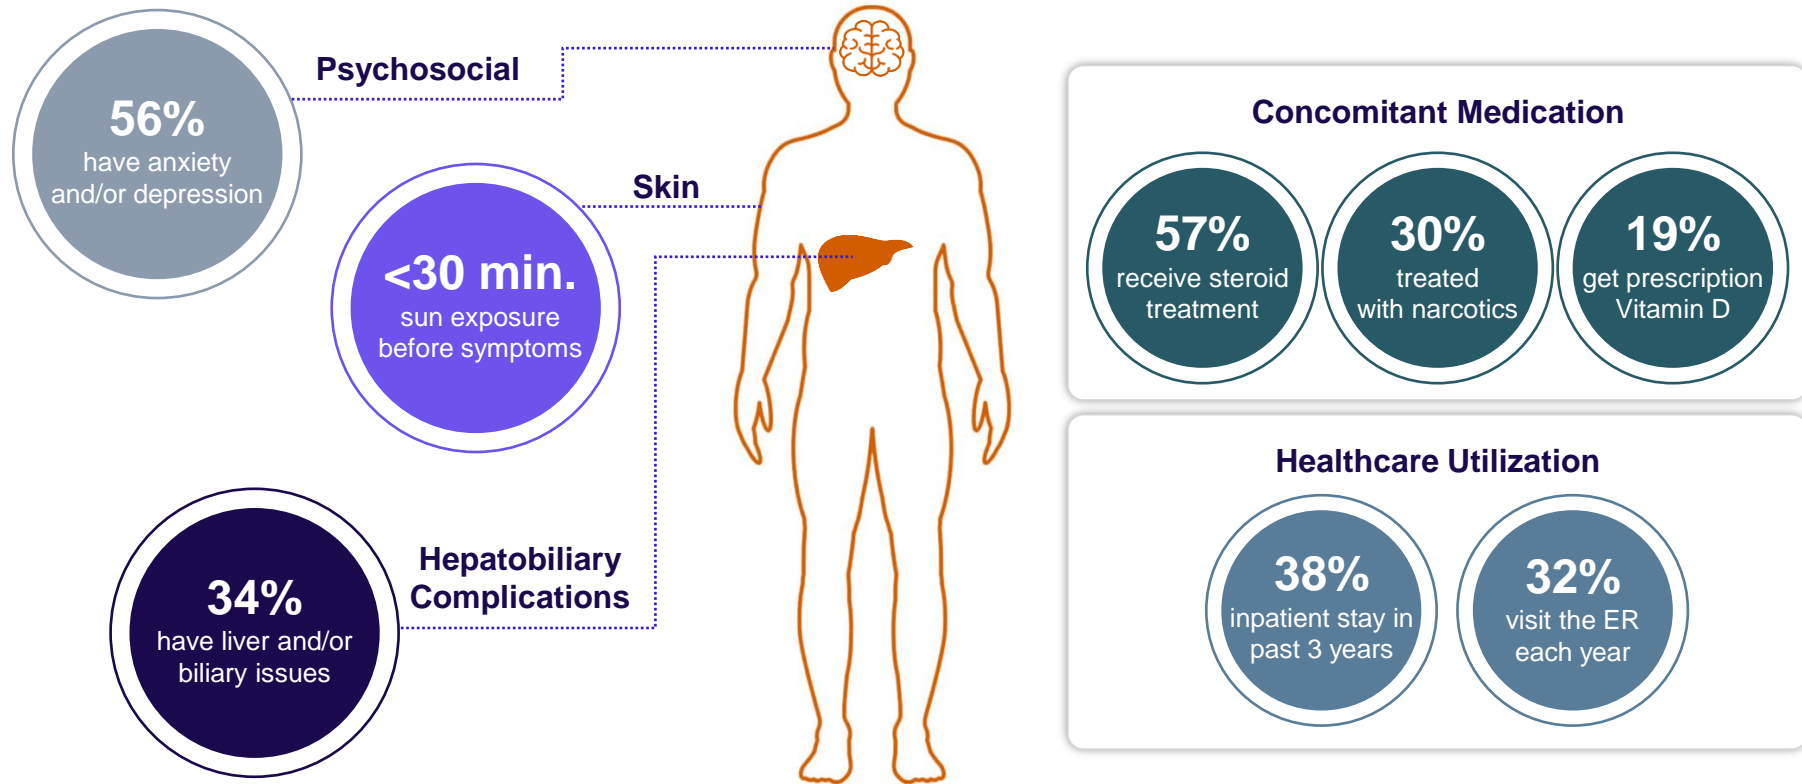 Psychosocial
56%
have anxiety
and/or depression
Skin
<30 min.
sun exposure
before symptoms
Hepatobiliary
Complications
34%
have liver and/or
biliary issues
Concomitant Medication
57%
receive steroid
treatment
30%
treated
with narcotics
19%
get prescription
Vitamin D
Healthcare Utilization
38%
inpatient stay in
past 3 years
32%
visit the ER
each year